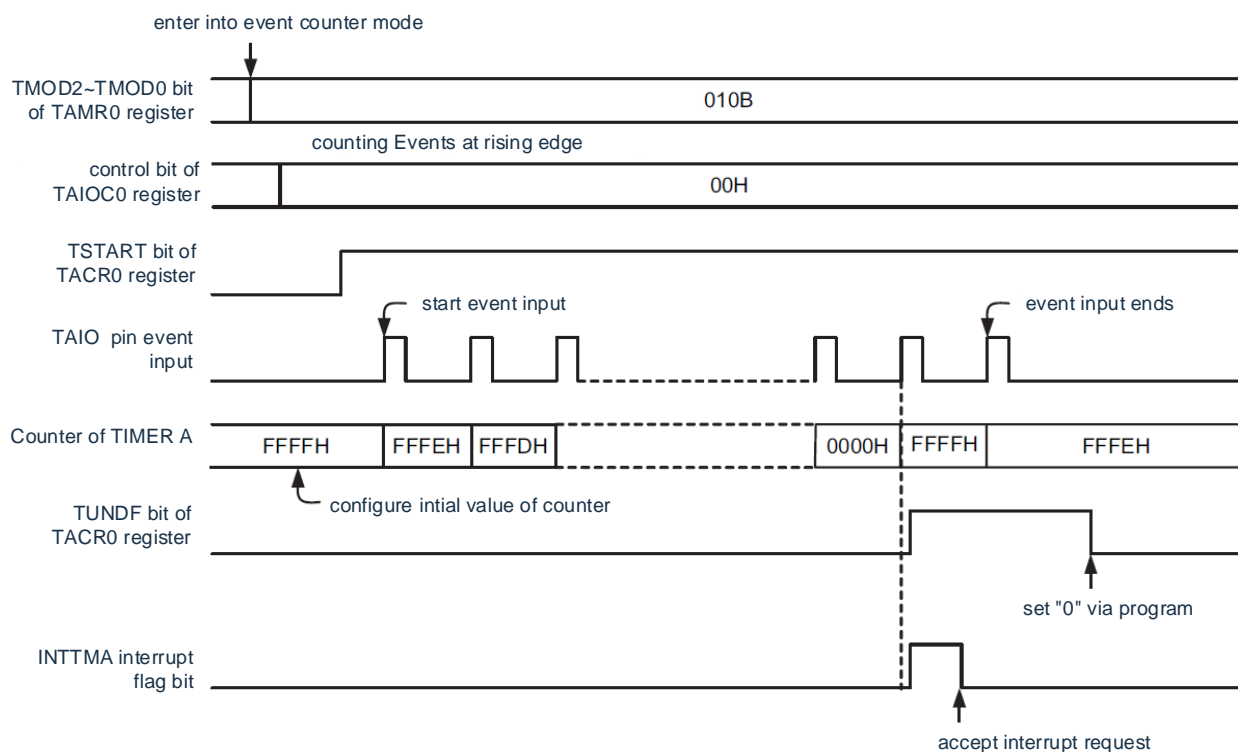 enter into event counter mode
TMOD2~TMOD0 bit
of TAMR0 register
010B
counting Events at rising edge
control bit of
TAIOC0 register
00H
TSTART bit of
TACR0 register
start event input
event input ends
TAIO pin event
input
Counter of TIMER A
FFFFH
FFFEH
FFFDH
0000H
FFFFH
FFFEH
configure intial value of counter
TUNDF bit of
TACR0 register
set "0" via program
INTTMA interrupt
flag bit
accept interrupt request